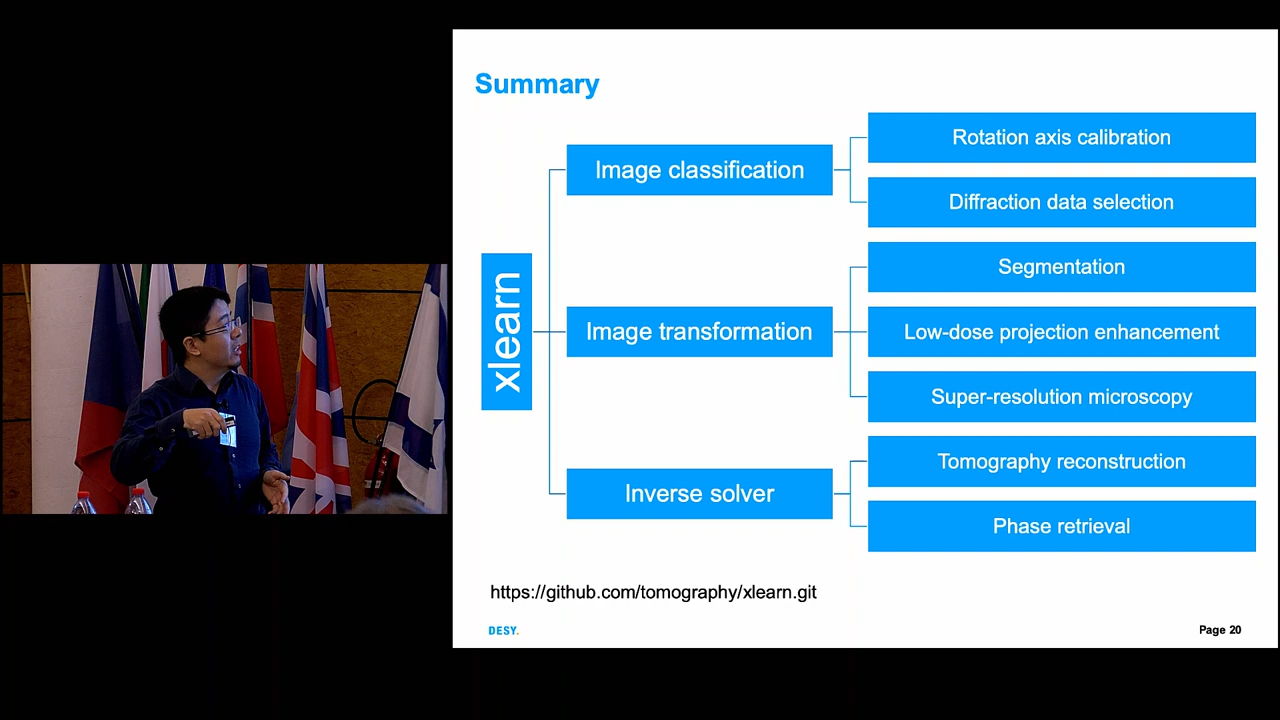 Summary
xlearn
Image classification
Rotation axis calibration
Diffraction data selection
Image transformation
Segmentation
Low-dose projection enhancement
Super-resolution microscopy
Inverse solver
Tomography reconstruction
Phase retrieval
https://github.com/tomography/xlearn.git
DESY.
Page 20